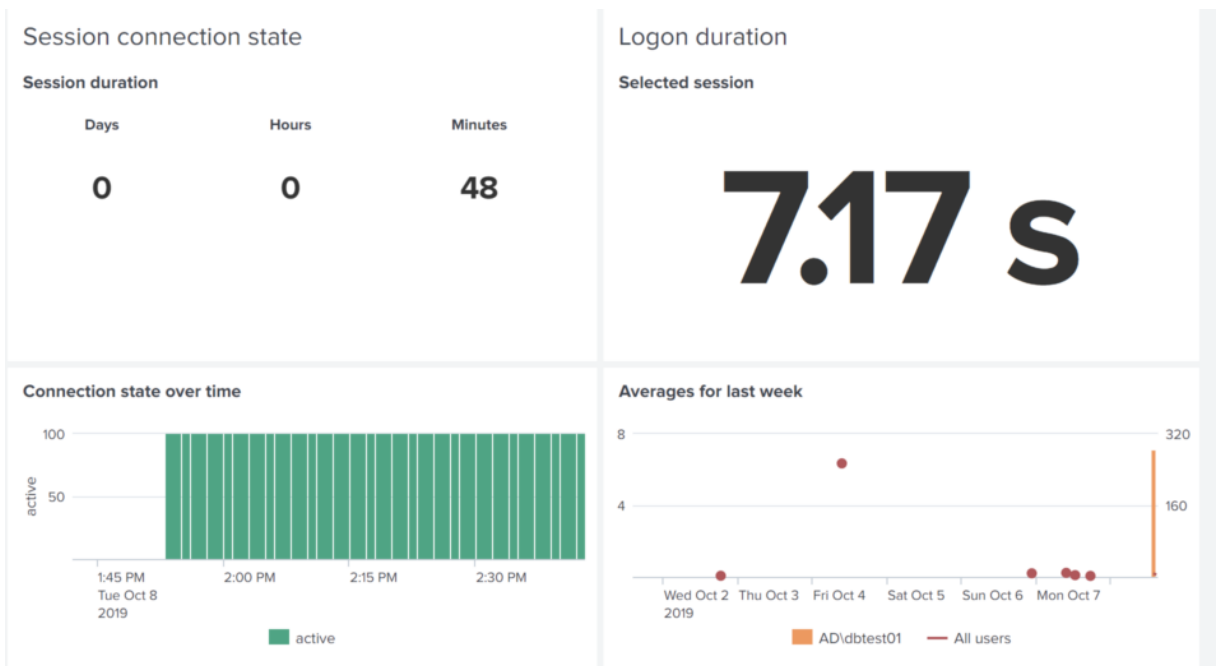 Session connection state
Session duration
Days Hours Minutes
0 0 48
Logon duration
Selected session
7.17 s
Connection state over time
100
50
active
1:45 PM 2:00 PM 2:15 PM 2:30 PM
Tue Oct 8
2019
active
Averages for last week
8 320
4 160
Wed Oct 2 Thu Oct 3 Fri Oct 4 Sat Oct 5 Sun Oct 6 Mon Oct 7
2019
AD\dbtest01 All users